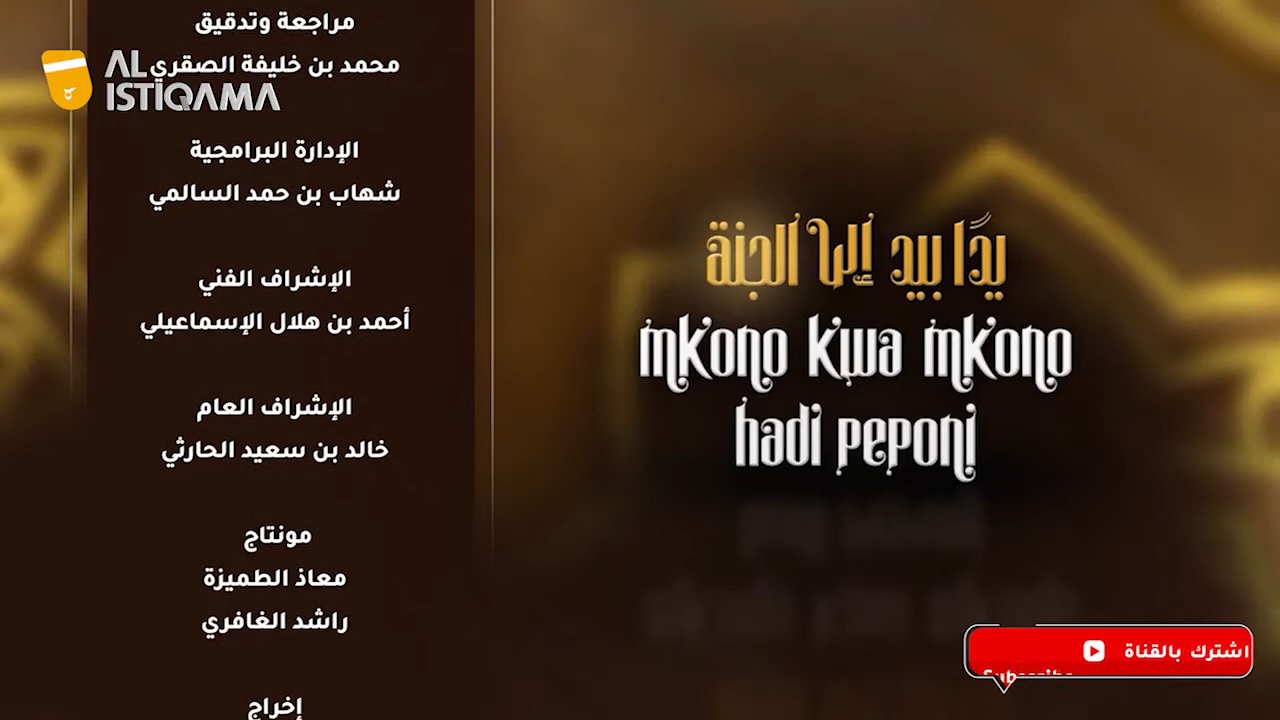 AL
ISTIQAMA
مراجعة وتدقيق
محمد بن خليفة الصقري
الإدارة البرامجية
شهاب بن حمد السالمي
الإشراف الفني
أحمد بن هلال الإسماعيلي
الإشراف العام
خالد بن سعيد الحارثي
مونتاج
معاذ الطميزة
راشد الغافري
إخراج
يدًا بيد إلى الجنة
mkono kwa mkono
hadi peponi
اشترك بالقناة
Subscribe